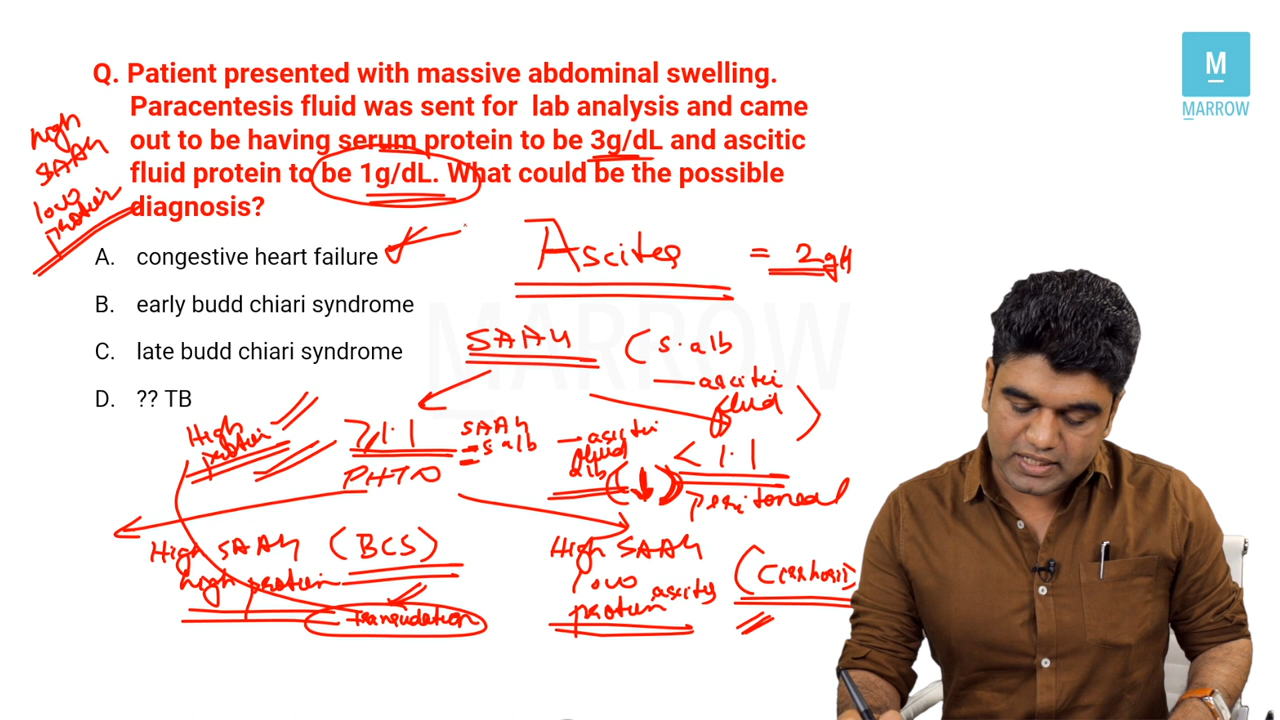 Q. Patient presented with massive abdominal swelling.
Paracentesis fluid was sent for lab analysis and came
out to be having serum protein to be 3g/dL and ascitic
fluid protein to be 1g/dL. What could be the possible
diagnosis?
A. congestive heart failure
B. early budd chiari syndrome
C. late budd chiari syndrome
D. ?? TB
M
MARROW
MARROW
high
SAAG
low
protein
Ascites = 2
SAAG (s.alb
— ascitic
fluid)
High
protein
>1.1
PHTN
SAAG
= s alb — ascitic
fluid
alb
(↓)
< 1.1
peritoneal
High SAAG (BCS)
high protein
Transudation
High SAAG
low
protein ascites
(Cirrhosis)